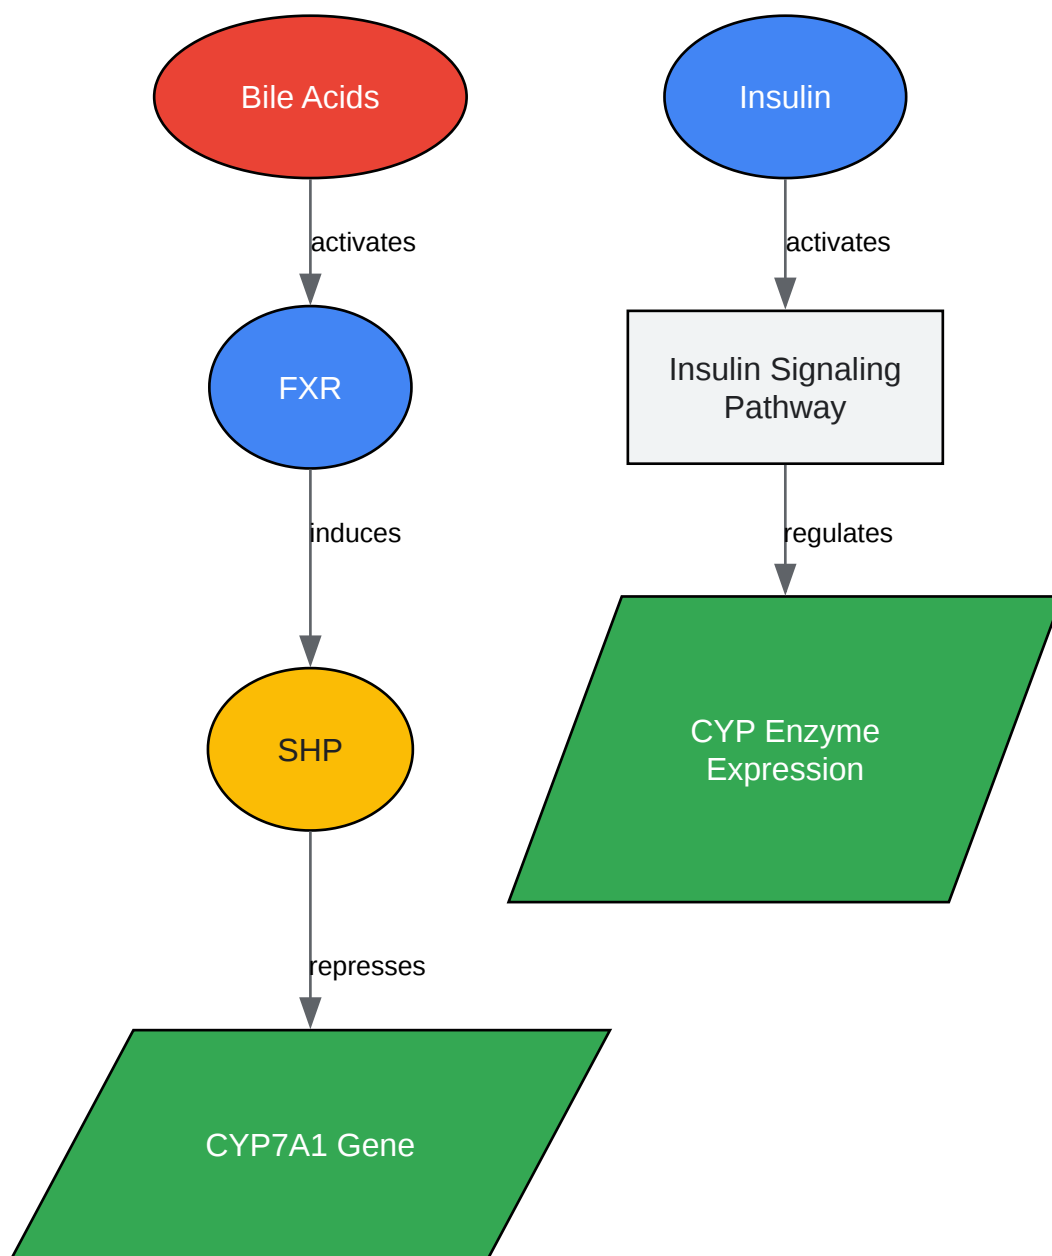 Bile Acids
Insulin
activates
activates
FXR
Insulin Signaling
Pathway
induces
regulates
SHP
CYP Enzyme
Expression
represses
CYP7A1 Gene